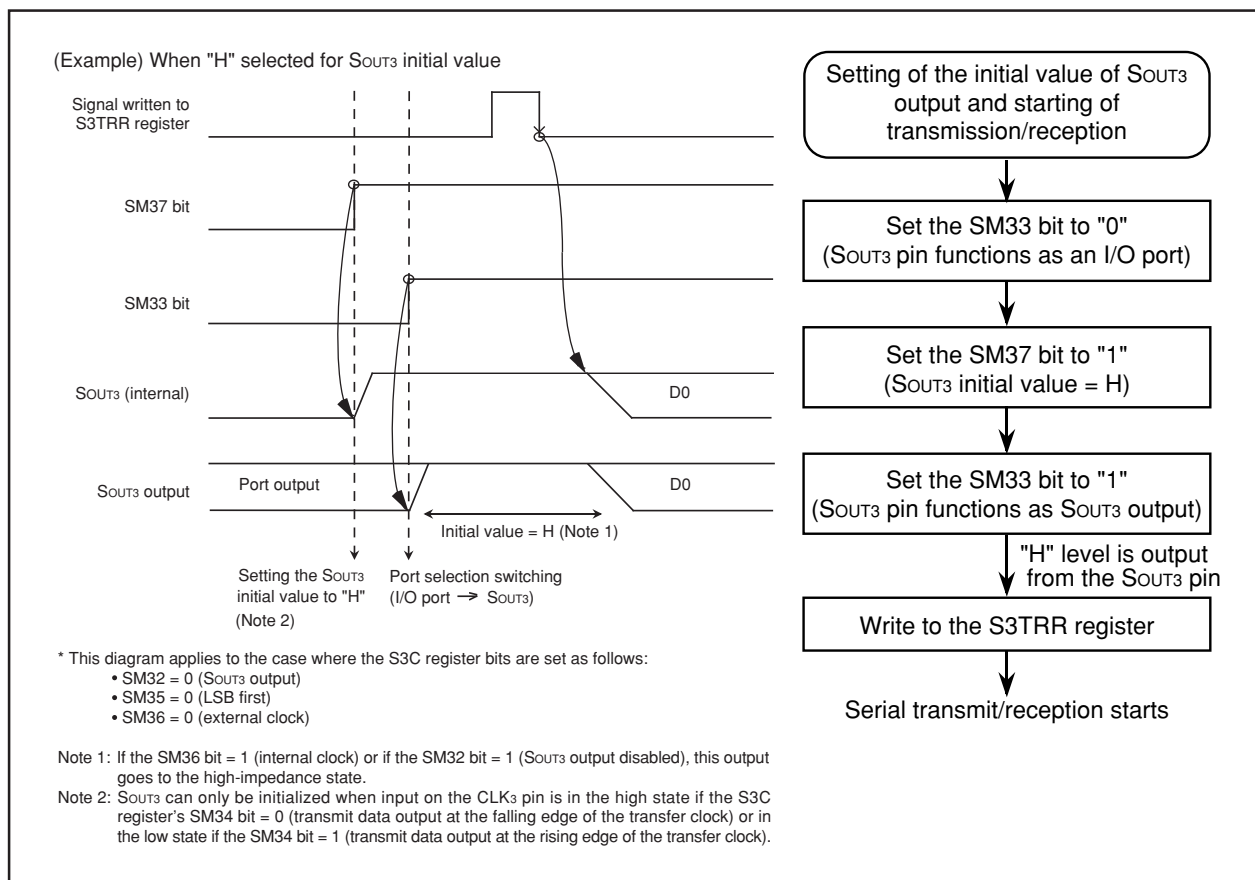 (Example) When "H" selected for SOUT3 initial value
Signal written to
S3TRR register
SM37 bit
SM33 bit
SOUT3 (internal)
D0
SOUT3 output
Port output
D0
Initial value = H (Note 1)
Setting the SOUT3
initial value to "H"
(Note 2)
Port selection switching
(I/O port → SOUT3)
* This diagram applies to the case where the S3C register bits are set as follows:
• SM32 = 0 (SOUT3 output)
• SM35 = 0 (LSB first)
• SM36 = 0 (external clock)
Note 1: If the SM36 bit = 1 (internal clock) or if the SM32 bit = 1 (SOUT3 output disabled), this output
goes to the high-impedance state.
Note 2: SOUT3 can only be initialized when input on the CLK3 pin is in the high state if the S3C
register's SM34 bit = 0 (transmit data output at the falling edge of the transfer clock) or in
the low state if the SM34 bit = 1 (transmit data output at the rising edge of the transfer clock).
Setting of the initial value of SOUT3
output and starting of
transmission/reception
Set the SM33 bit to "0"
(SOUT3 pin functions as an I/O port)
Set the SM37 bit to "1"
(SOUT3 initial value = H)
Set the SM33 bit to "1"
(SOUT3 pin functions as SOUT3 output)
"H" level is output
from the SOUT3 pin
Write to the S3TRR register
Serial transmit/reception starts